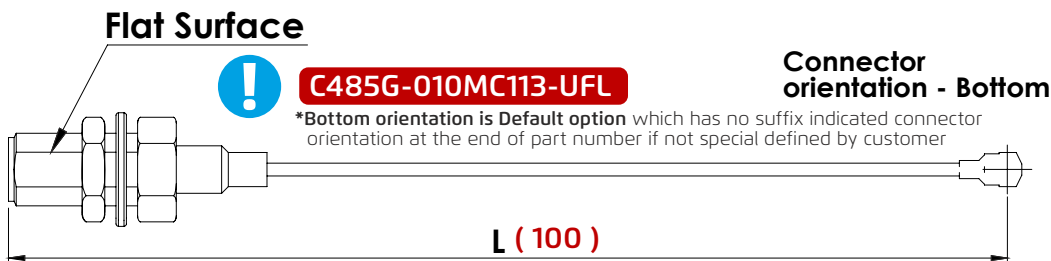 Flat Surface
!
C485G-010MC113-UFL
Connector
orientation - Bottom
*Bottom orientation is Default option which has no suffix indicated connector
orientation at the end of part number if not special defined by customer
L ( 100 )